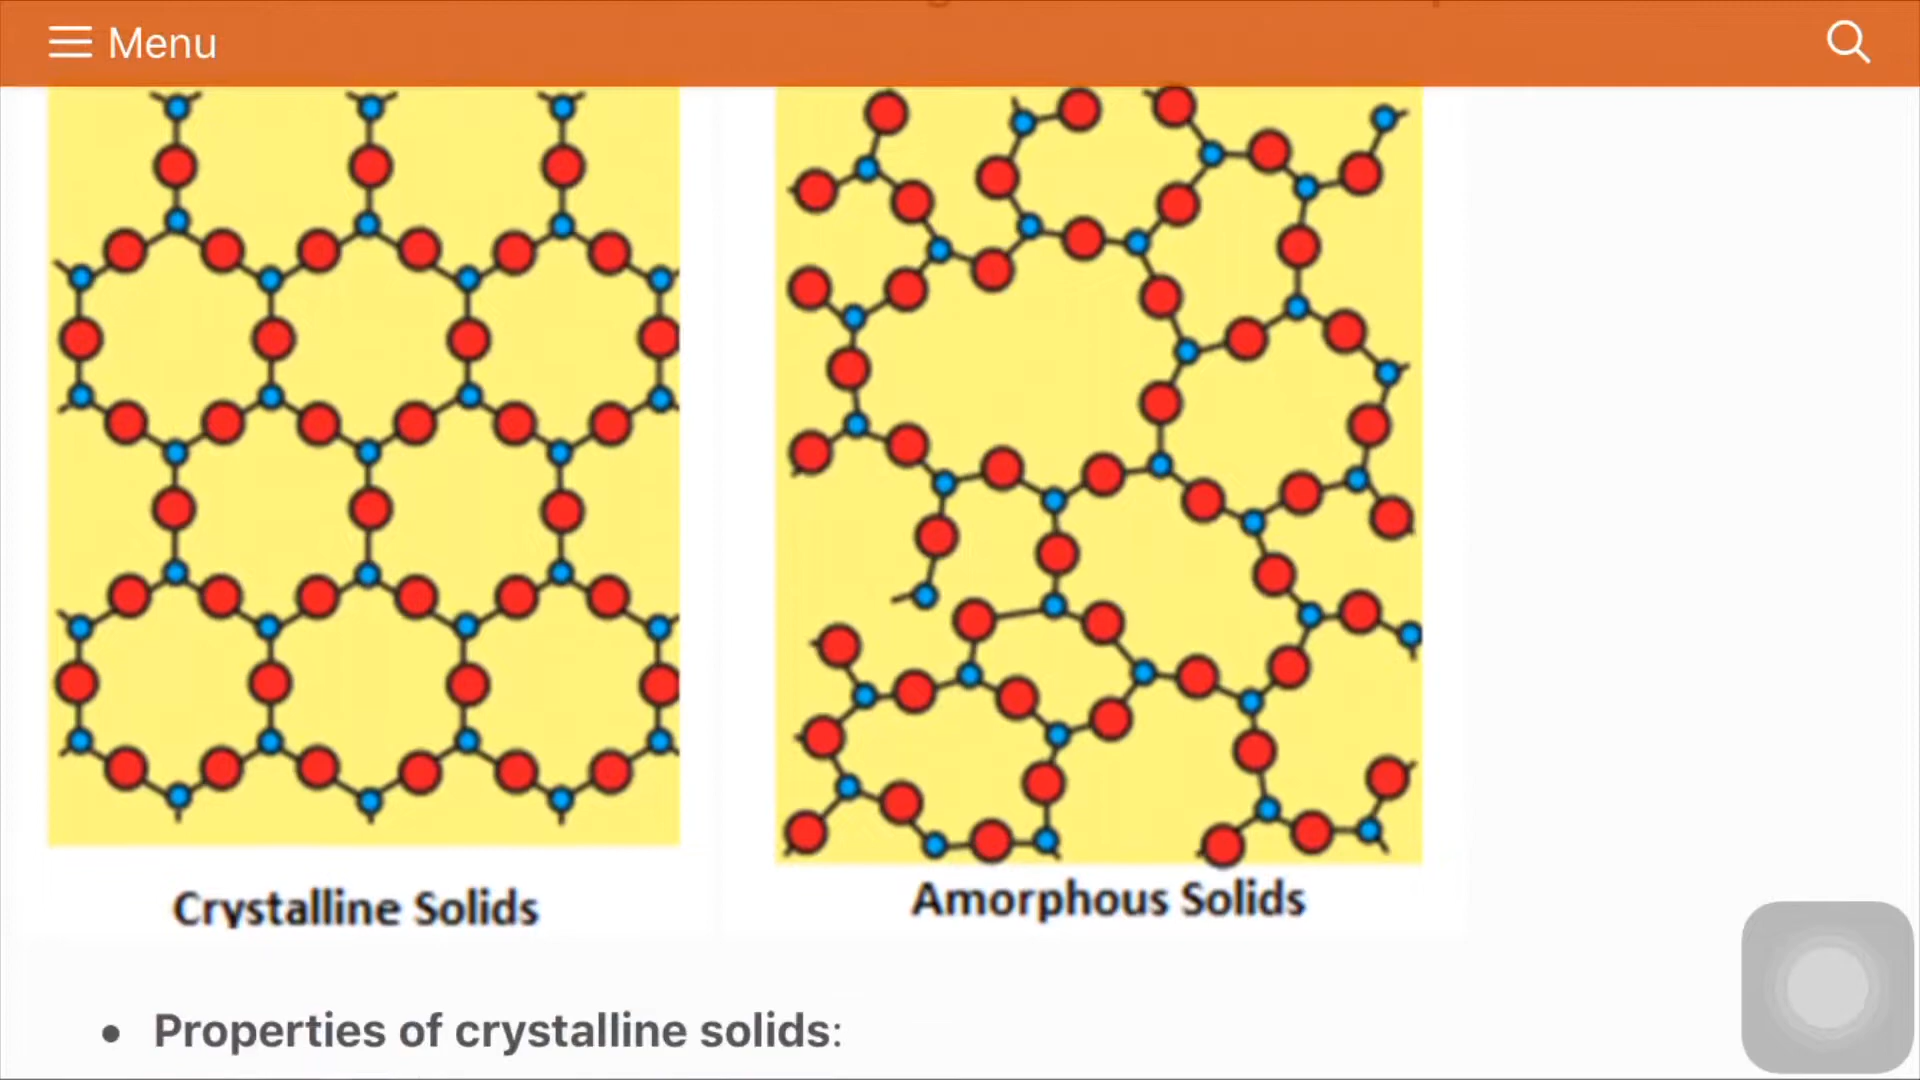 Menu
Crystalline Solids
Amorphous Solids
• Properties of crystalline solids: